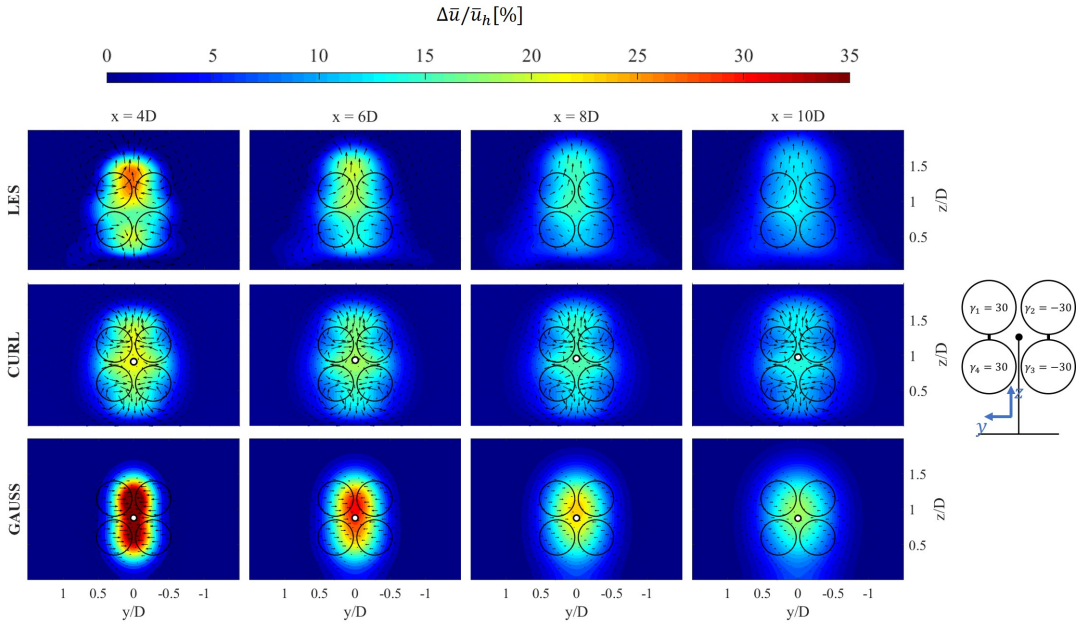 Δū/ū_h[%]
0 5 10 15 20 25 30 35
x = 4D x = 6D x = 8D x = 10D
LES
1.5
1
0.5
z/D
CURL
1.5
1
0.5
z/D
GAUSS
1.5
1
0.5
z/D
1 0.5 0 -0.5 -1 1 0.5 0 -0.5 -1 1 0.5 0 -0.5 -1 1 0.5 0 -0.5 -1
y/D y/D y/D y/D
γ₁ = 30 γ₂ = −30
γ₄ = 30 γ₃ = −30
z
y